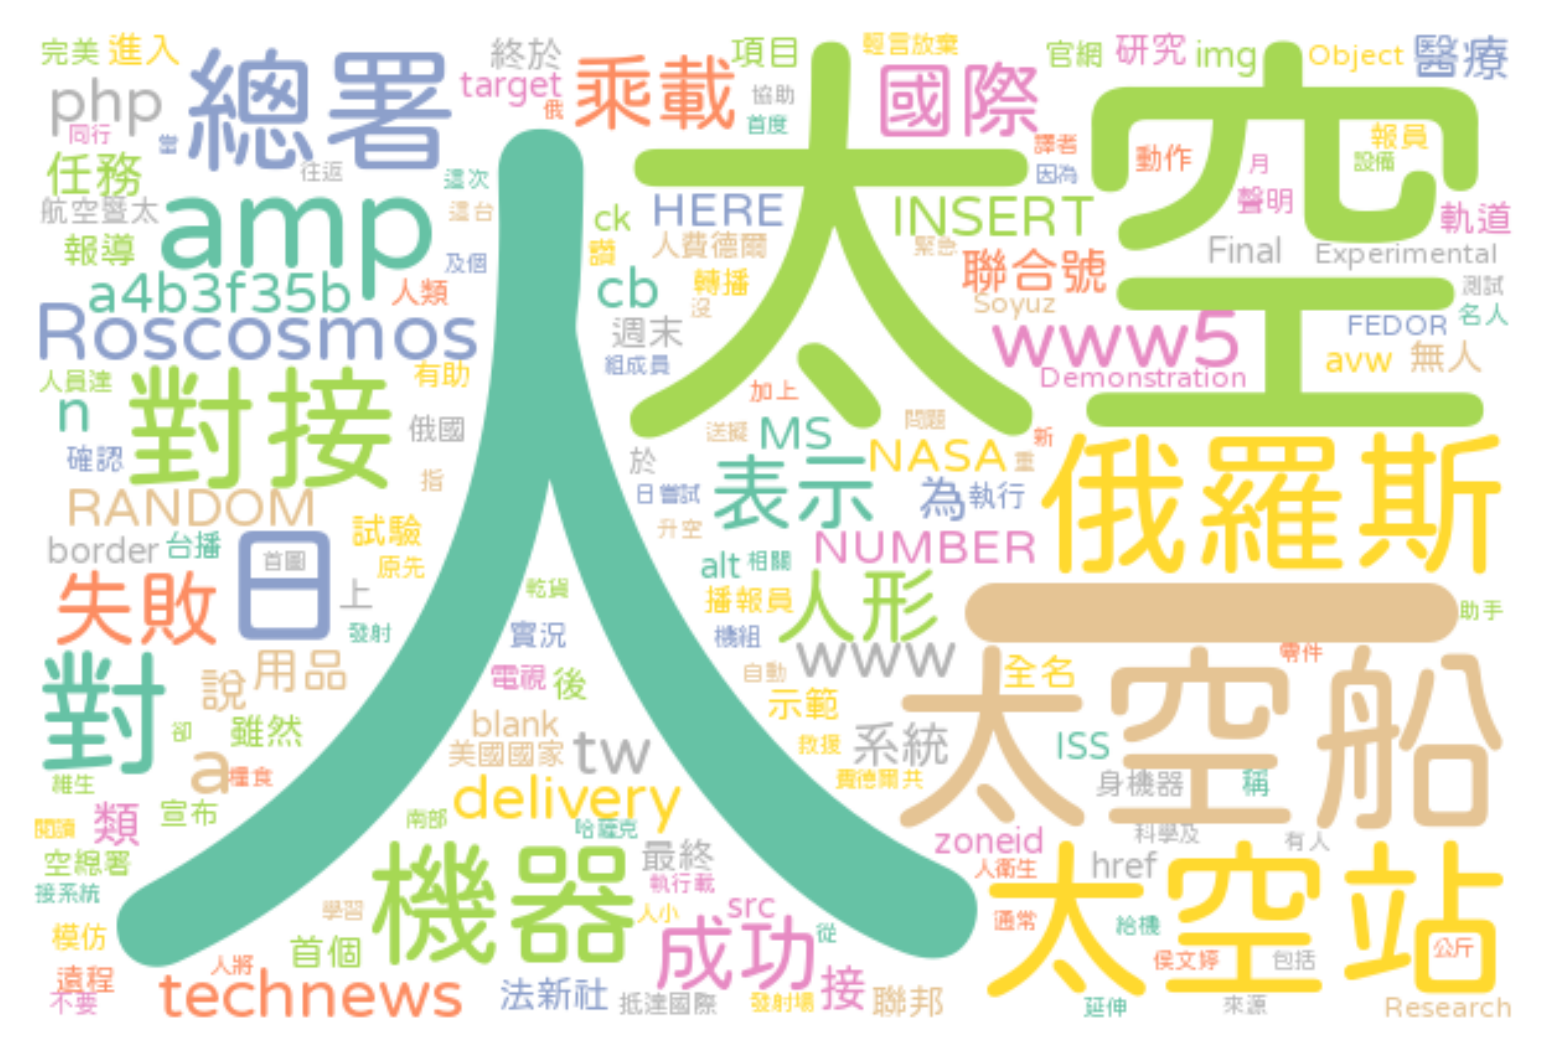 完美 進入
終於
項目
輕言放棄
官網 研究 img Object 醫療
php
總署
target
俄
乘載
協助
首度
國際
太空
同行
當
往返
這次
譯者
因為
動作
月
報員
設備
任務
航空暨太
amp
這台
ck
HERE
INSERT
聲明
軌道
報導
及個
讚
人費德爾
緊急
聯合號
Final Experimental
a4b3f35b
人類
cb
轉播
沒
Soyuz
測試
Roscosmos
週末
www5
FEDOR 名人
人員達
有助
組成員
加上
Demonstration
avw 無人
n
對接
俄國
送擬
MS
問題
新
確認
指
於
表示
NASA 重
俄羅斯
RANDOM
日嘗試
為 執行
border 台播
日
首圖
試驗
原先
升空
alt 相關
NUMBER
失敗
上
發射
乾貨
實況
播報員
機組
人形
一
助手
對
說 用品
電視 後
自動
www
全名
零件
卻 雖然
blank
美國國家
tw
示範
救援
系統
太空船
ISS
維生
a
糧食
費德爾共
身機器
稱
閱讀 類 宣布
delivery
南部
哈薩克
zoneid
科學及
有人
空總署
機器
最終
執行載
人衛生
href
太空站
接系統
學習
人小
src
通常
給機
模仿
首個
成功
從
侯文婷
包括
公斤
遠程
不要
人將
technews
法新社
抵達國際
發射場
接
聯邦
延伸
來源
Research
人